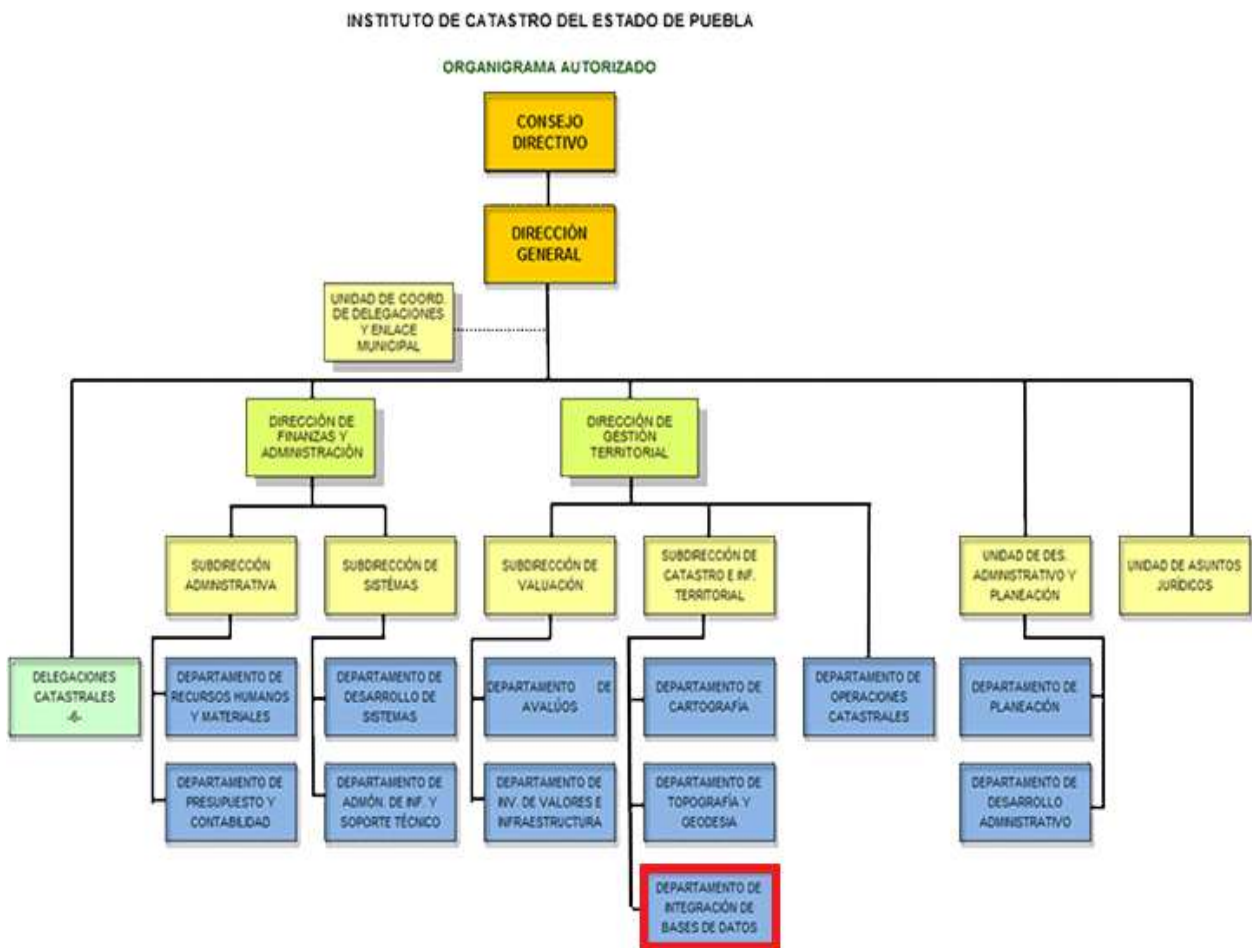 INSTITUTO DE CATASTRO DEL ESTADO DE PUEBLA
ORGANIGRAMA AUTORIZADO
CONSEJO
DIRECTIVO
DIRECCIÓN
GENERAL
UNIDAD DE COORD.
DE DELEGACIONES
Y ENLACE
MUNICIPAL
DIRECCIÓN DE
FINANZAS Y
ADMINISTRACIÓN
DIRECCIÓN DE
GESTIÓN
TERRITORIAL
SUBDIRECCIÓN
ADMINISTRATIVA
SUBDIRECCIÓN DE
SISTÉMAS
SUBDIRECCIÓN DE
VALUACIÓN
SUBDIRECCIÓN DE
CATASTRO E INF.
TERRITORIAL
UNIDAD DE DES.
ADMINISTRATIVO Y
PLANEACIÓN
UNIDAD DE ASUNTOS
JURÍDICOS
DELEGACIONES
CATASTRALES
-6-
DEPARTAMENTO DE
RECURSOS HUMANOS
Y MATERIALES
DEPARTAMENTO DE
DESARROLLO DE
SISTEMAS
DEPARTAMENTO DE
AVALÚOS
DEPARTAMENTO DE
CARTOGRAFÍA
DEPARTAMENTO DE
OPERACIONES
CATASTRALES
DEPARTAMENTO DE
PLANEACIÓN
DEPARTAMENTO DE
PRESUPUESTO Y
CONTABILIDAD
DEPARTAMENTO DE
ADMÓN. DE INF. Y
SOPORTE TÉCNICO
DEPARTAMENTO DE
INV. DE VALORES E
INFRAESTRUCTURA
DEPARTAMENTO DE
TOPOGRAFÍA Y
GEODESIA
DEPARTAMENTO DE
DESARROLLO
ADMINISTRATIVO
DEPARTAMENTO DE
INTEGRACIÓN DE
BASES DE DATOS